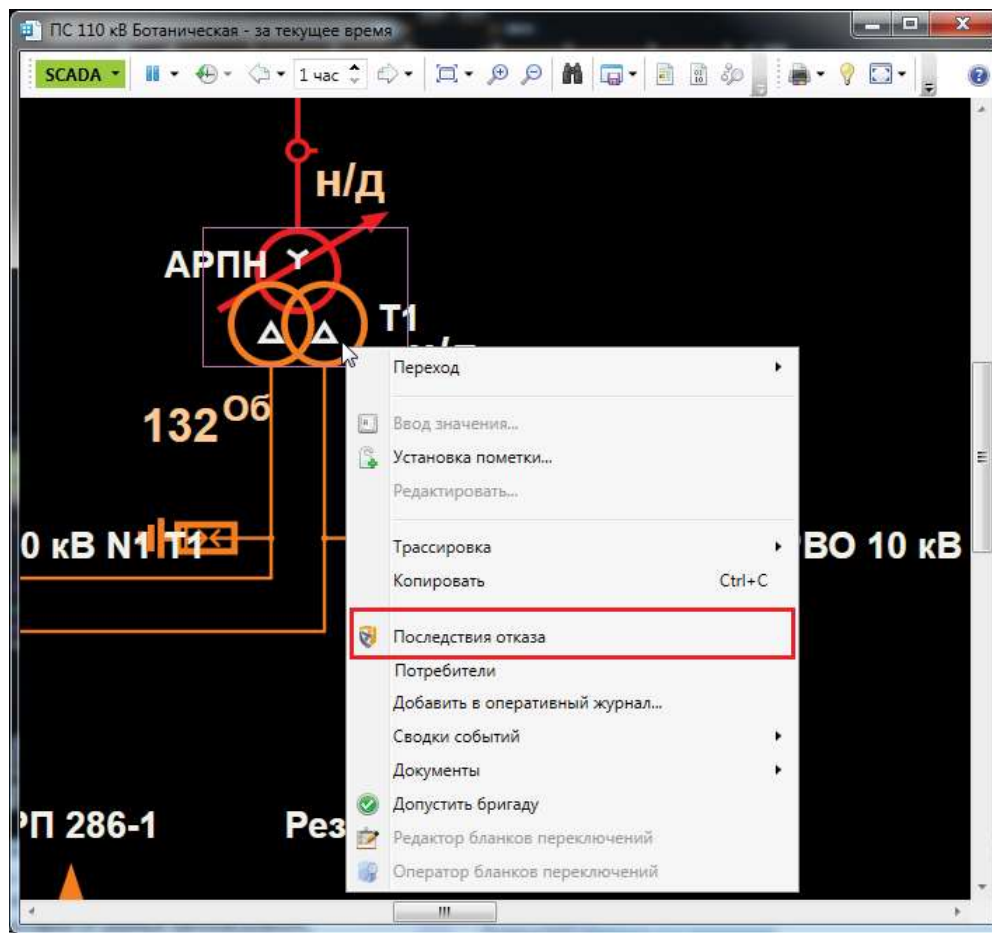 ПС 110 кВ Ботаническая - за текущее время
SCADA
1 час
н/д
АРПН
Т1
132 Об
0 кВ N1 Т1
РВО 10 кВ
РП 286-1
Рез
Переход
Ввод значения...
Установка пометки...
Редактировать...
Трассировка
Копировать Ctrl+C
Последствия отказа
Потребители
Добавить в оперативный журнал...
Сводки событий
Документы
Допустить бригаду
Редактор бланков переключений
Оператор бланков переключений